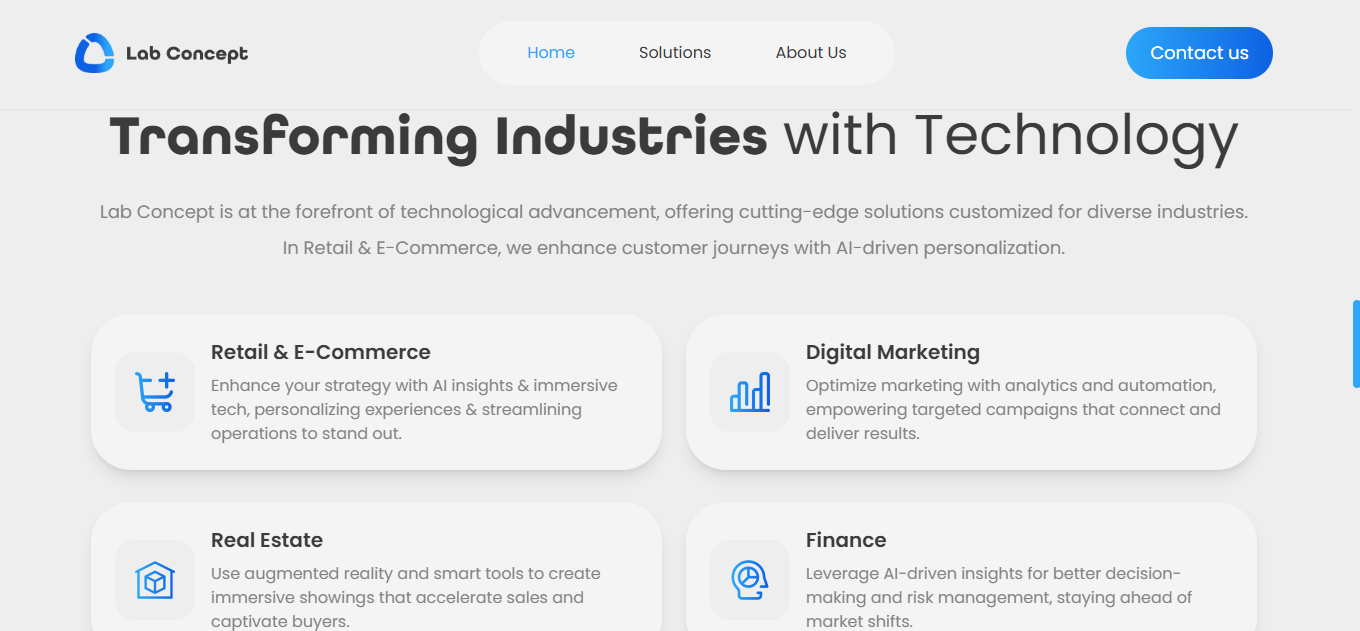 Lab Concept
Home
Solutions
About Us
Contact us
Transforming Industries with Technology
Lab Concept is at the forefront of technological advancement, offering cutting-edge solutions customized for diverse industries.
In Retail & E-Commerce, we enhance customer journeys with AI-driven personalization.
Retail & E-Commerce
Enhance your strategy with AI insights & immersive
tech, personalizing experiences & streamlining
operations to stand out.
Digital Marketing
Optimize marketing with analytics and automation,
empowering targeted campaigns that connect and
deliver results.
Real Estate
Use augmented reality and smart tools to create
immersive showings that accelerate sales and
captivate buyers.
Finance
Leverage AI-driven insights for better decision-
making and risk management, staying ahead of
market shifts.